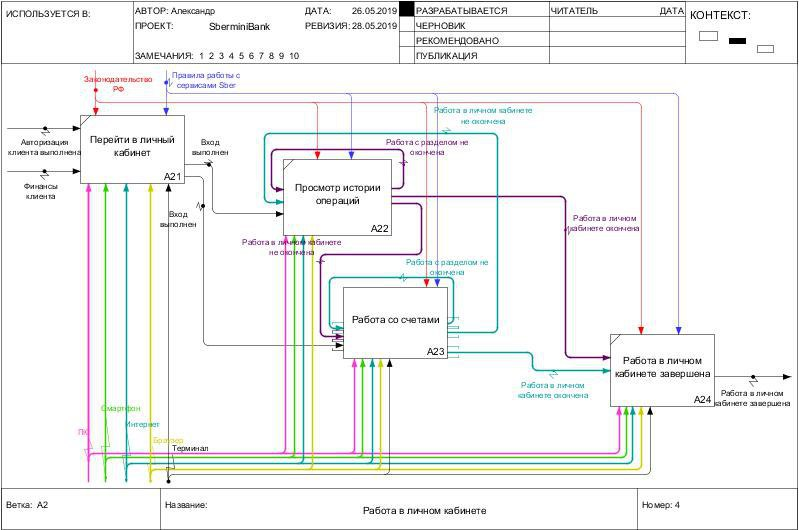 ИСПОЛЬЗУЕТСЯ В:
АВТОР: Александр
ДАТА: 26.05.2019
РАЗРАБАТЫВАЕТСЯ
ЧИТАТЕЛЬ
ДАТА
КОНТЕКСТ:
ПРОЕКТ: SberminiBank
РЕВИЗИЯ: 28.05.2019
ЧЕРНОВИК
РЕКОМЕНДОВАНО
ЗАМЕЧАНИЯ: 1 2 3 4 5 6 7 8 9 10
ПУБЛИКАЦИЯ
Законодательство
РФ
Правила работы с
сервисами Sber
Работа в личном кабинете
не окончена
Авторизация
клиента выполнена
Перейти в личный
кабинет
A21
Вход
выполнен
Работа с разделом не
окончена
Финансы
клиента
Просмотр истории
операций
A22
Вход
выполнен
Работа в личном
кабинете окончена
Работа в личном кабинете
не окончена
Работа с разделом не
окончена
Работа со счетами
A23
Работа в личном
кабинете завершена
A24
Работа в личном
кабинете окончена
Работа в личном
кабинете завершена
Смартфон
Интернет
ПК
Браузер
Терминал
Ветка: A2
Название:
Работа в личном кабинете
Номер: 4